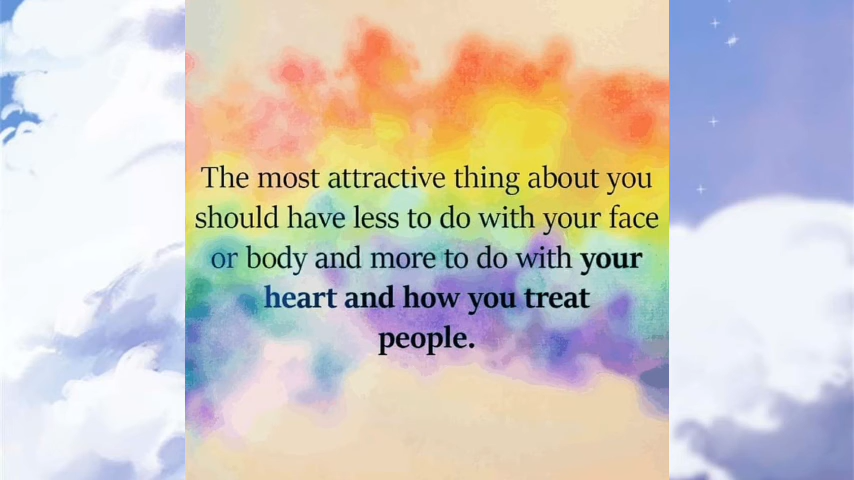 The most attractive thing about you
should have less to do with your face
or body and more to do with your
heart and how you treat
people.